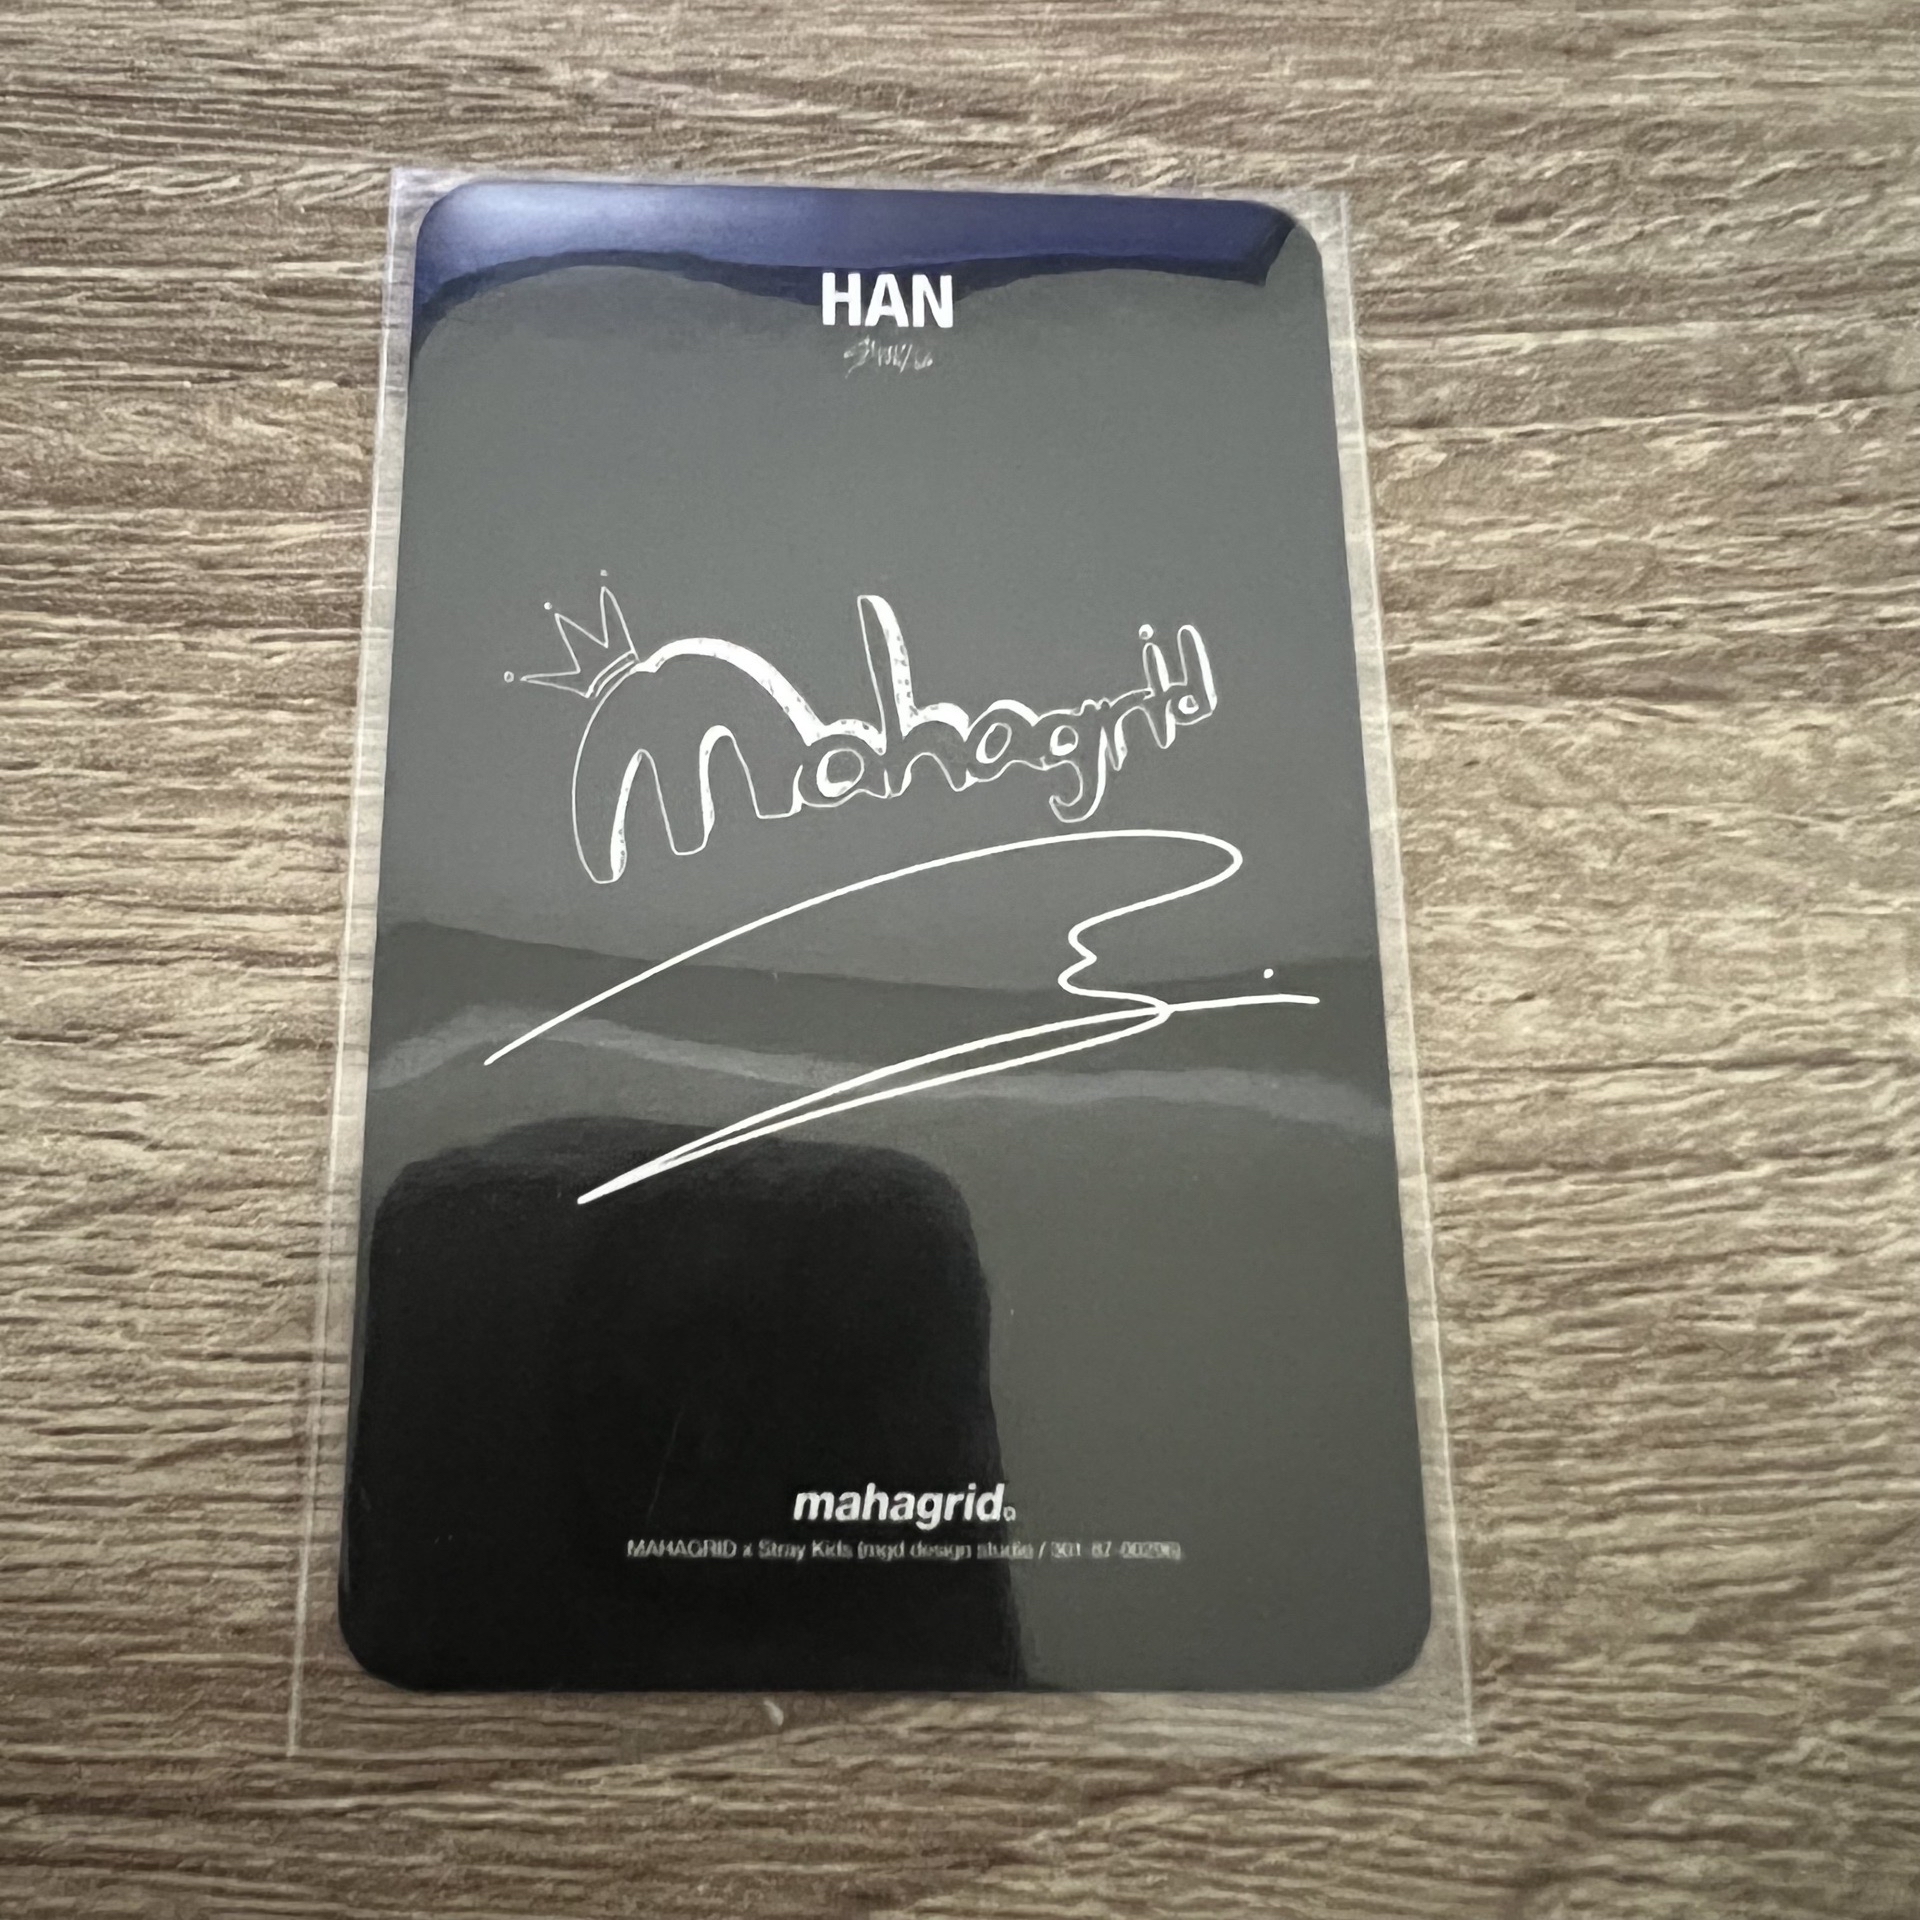 HAN
mahagrid
mahagrid
MAHAGRID x Stray Kids (mgd design studio / 301-87-00296)